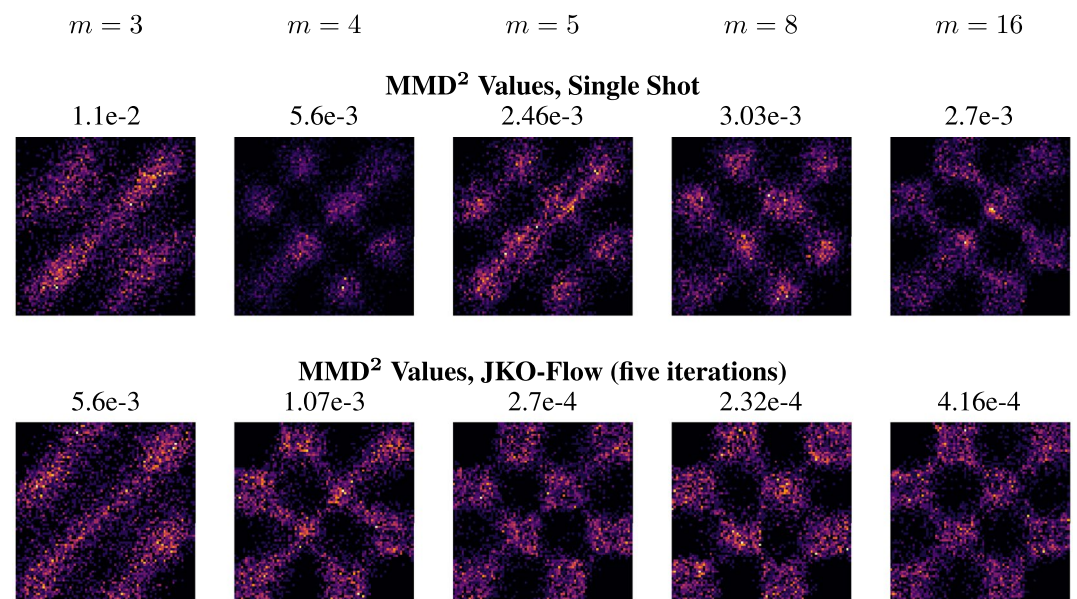 m = 3 m = 4 m = 5 m = 8 m = 16
MMD² Values, Single Shot
1.1e-2 5.6e-3 2.46e-3 3.03e-3 2.7e-3
MMD² Values, JKO-Flow (five iterations)
5.6e-3 1.07e-3 2.7e-4 2.32e-4 4.16e-4